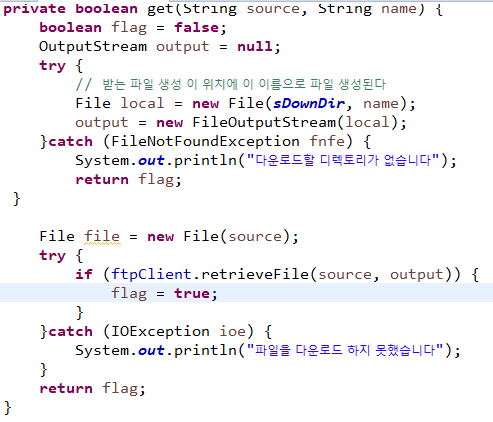 private boolean get(String source, String name) {
    boolean flag = false;
    OutputStream output = null;
    try {
        // 받는 파일 생성 이 위치에 이 이름으로 파일 생성된다
        File local = new File(sDownDir, name);
        output = new FileOutputStream(local);
    }catch (FileNotFoundException fnfe) {
        System.out.println("다운로드할 디렉토리가 없습니다");
        return flag;
 }
    File file = new File(source);
    try {
        if (ftpClient.retrieveFile(source, output)) {
            flag = true;
        }
    }catch (IOException ioe) {
        System.out.println("파일을 다운로드 하지 못했습니다");
    }
    return flag;
}